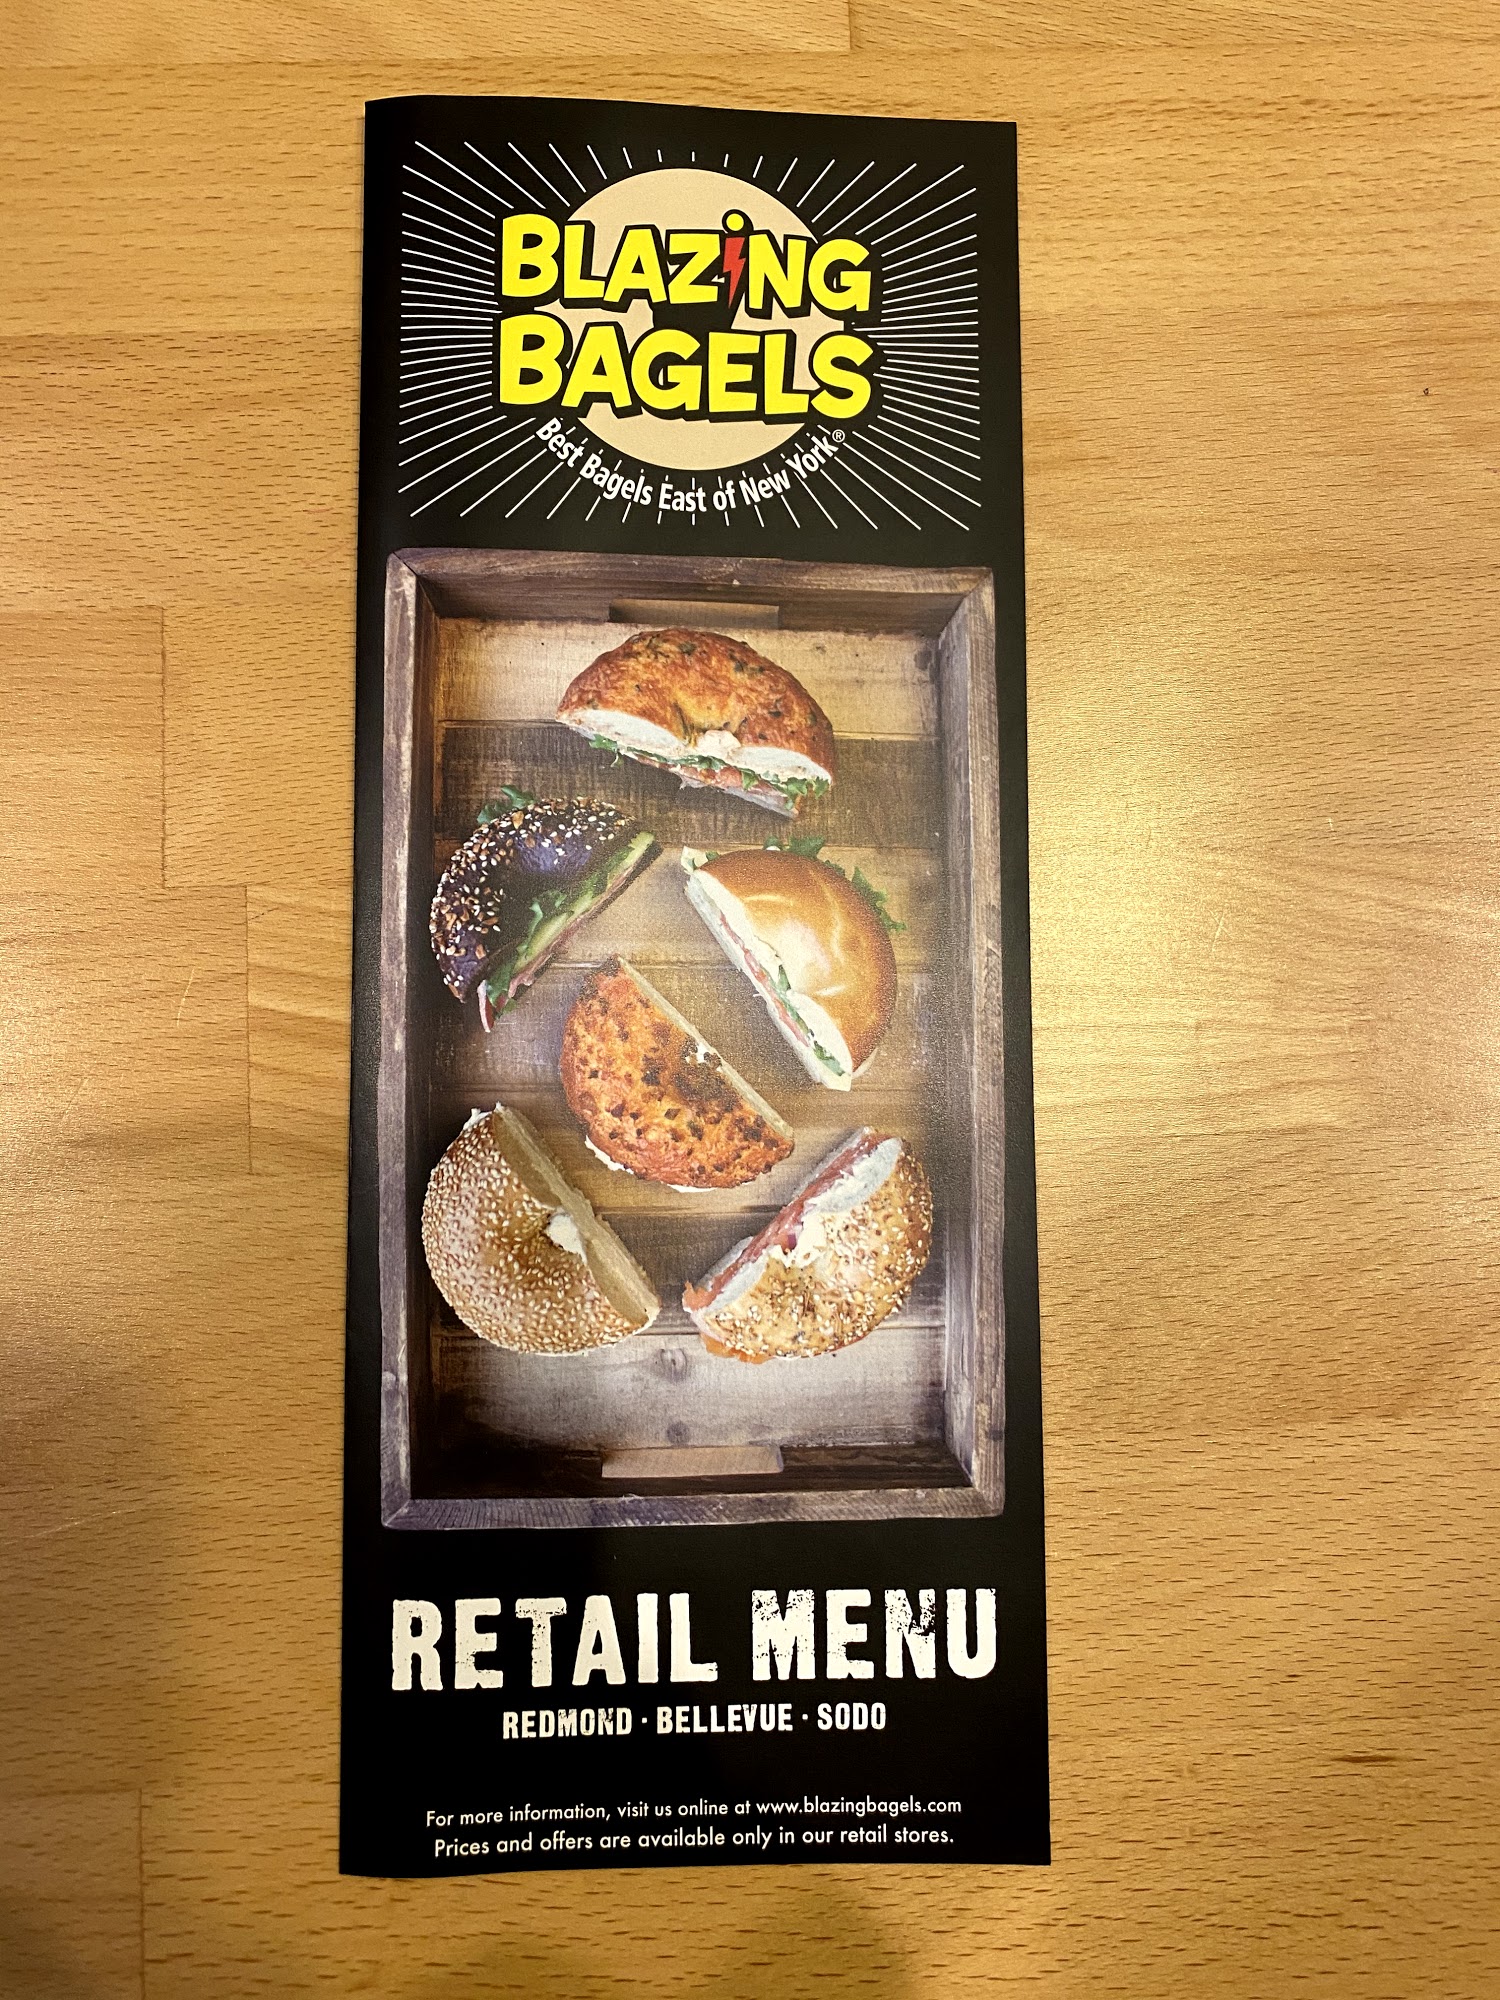 BLAZiNG
BAGELS
Best Bagels East of New York®
RETAIL MENU
REDMOND · BELLEVUE · SODO
For more information, visit us online at www.blazingbagels.com
Prices and offers are available only in our retail stores.